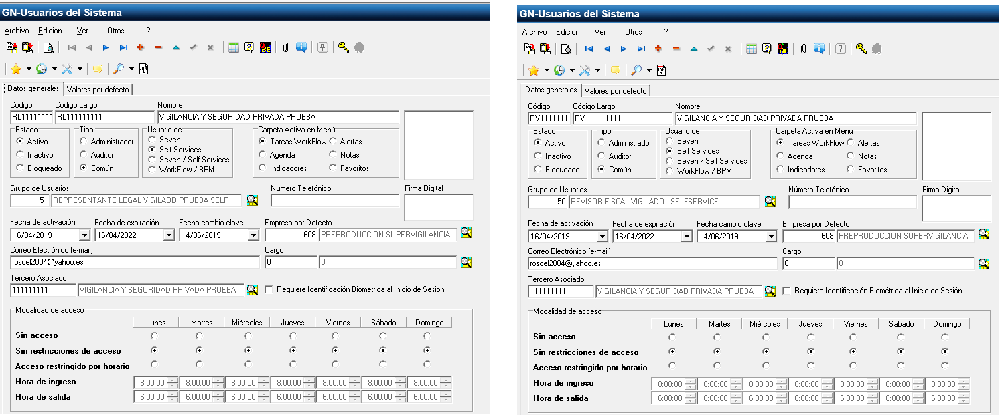 GN-Usuarios del Sistema
Archivo Edicion Ver Otros ?
Datos generales Valores por defecto
Código Código Largo Nombre
RL1111111 RL111111111 VIGILANCIA Y SEGURIDAD PRIVADA PRUEBA
Estado Tipo Usuario de Carpeta Activa en Menú
Activo Administrador Seven Tareas WorkFlow Alertas
Self Services
Inactivo Auditor Seven / Self Services Agenda Notas
Bloqueado Común WorkFlow / BPM Indicadores Favoritos
Grupo de Usuarios Número Telefónico Firma Digital
51 REPRESENTANTE LEGAL VIGILAOD PRUEBA SELF
Fecha de activación Fecha de expiración Fecha cambio clave Empresa por Defecto
16/04/2019 16/04/2022 4/06/2019 608 PREPRODUCCION SUPERVIGILANCIA
Correo Electrónico (e-mail) Cargo
rosdel2004@yahoo.es 0 0
Tercero Asociado
111111111 VIGILANCIA Y SEGURIDAD PRIVADA PRUEBA Requiere Identificación Biométrica al Inicio de Sesión
Modalidad de acceso
Lunes Martes Miércoles Jueves Viernes Sábado Domingo
Sin acceso
Sin restricciones de acceso
Acceso restringido por horario
Hora de ingreso 8:00:00 8:00:00 8:00:00 8:00:00 8:00:00 8:00:00 8:00:00
Hora de salida 6:00:00 6:00:00 6:00:00 6:00:00 6:00:00 6:00:00 6:00:00
GN-Usuarios del Sistema
Archivo Edicion Ver Otros ?
Datos generales Valores por defecto
Código Código Largo Nombre
RV1111111 RV111111111 VIGILANCIA Y SEGURIDAD PRIVADA PRUEBA
Estado Tipo Usuario de Carpeta Activa en Menú
Activo Administrador Seven Tareas WorkFlow Alertas
Self Services
Inactivo Auditor Seven / Self Services Agenda Notas
Bloqueado Común WorkFlow / BPM Indicadores Favoritos
Grupo de Usuarios Número Telefónico Firma Digital
50 REVISOR FISCAL VIGILADO - SELFSERVICE
Fecha de activación Fecha de expiración Fecha cambio clave Empresa por Defecto
16/04/2019 16/04/2022 4/06/2019 608 PREPRODUCCION SUPERVIGILANCIA
Correo Electrónico (e-mail) Cargo
rosdel2004@yahoo.es 0 0
Tercero Asociado
111111111 VIGILANCIA Y SEGURIDAD PRIVADA PRUEBA Requiere Identificación Biométrica al Inicio de Sesión
Modalidad de acceso
Lunes Martes Miércoles Jueves Viernes Sábado Domingo
Sin acceso
Sin restricciones de acceso
Acceso restringido por horario
Hora de ingreso 8:00:00 8:00:00 8:00:00 8:00:00 8:00:00 8:00:00 8:00:00
Hora de salida 6:00:00 6:00:00 6:00:00 6:00:00 6:00:00 6:00:00 6:00:00